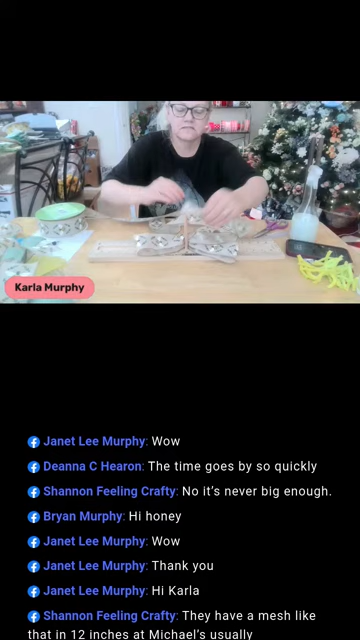 Karla Murphy
Janet Lee Murphy: Wow
Deanna C Hearon: The time goes by so quickly
Shannon Feeling Crafty: No it's never big enough.
Bryan Murphy: Hi honey
Janet Lee Murphy: Wow
Janet Lee Murphy: Thank you
Janet Lee Murphy: Hi Karla
Shannon Feeling Crafty: They have a mesh like
that in 12 inches at Michael's usually